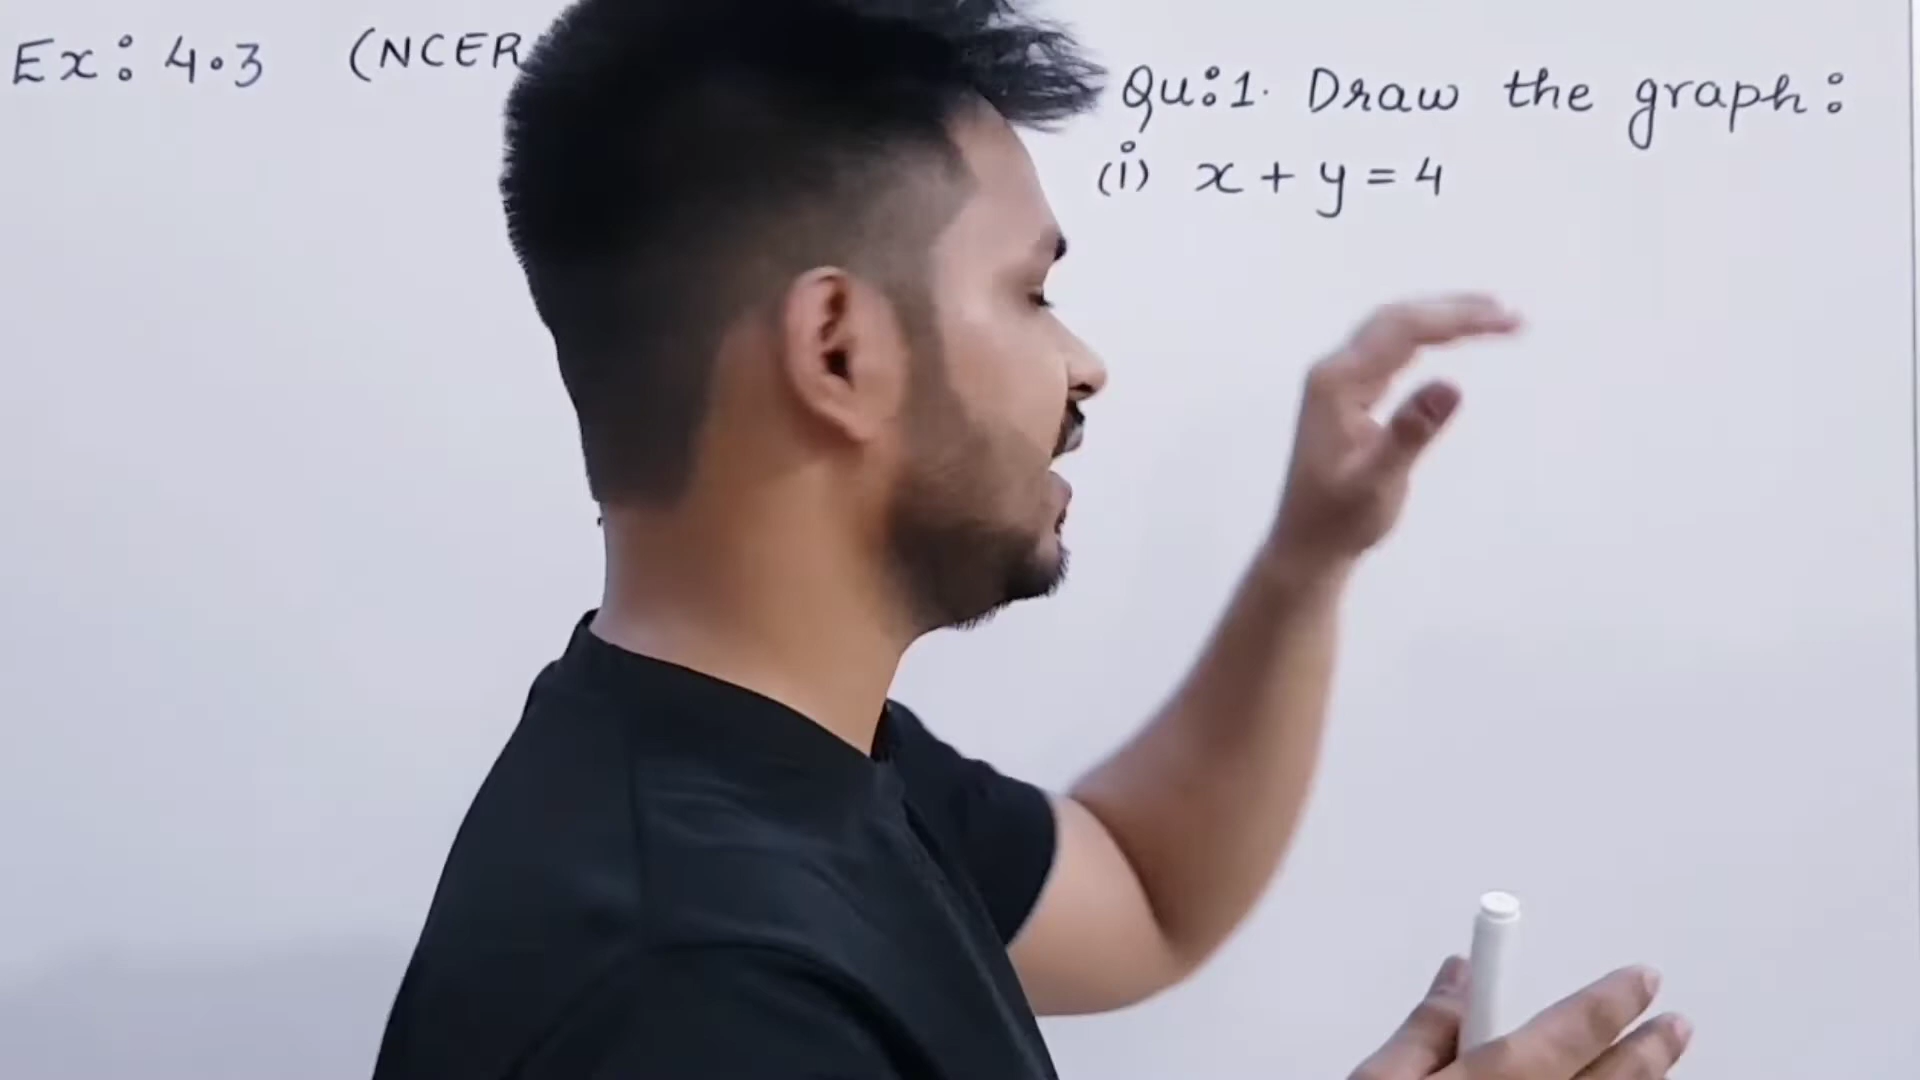 Ex: 4.3 (NCER
Qu:1. Draw the graph:
(i) x + y = 4